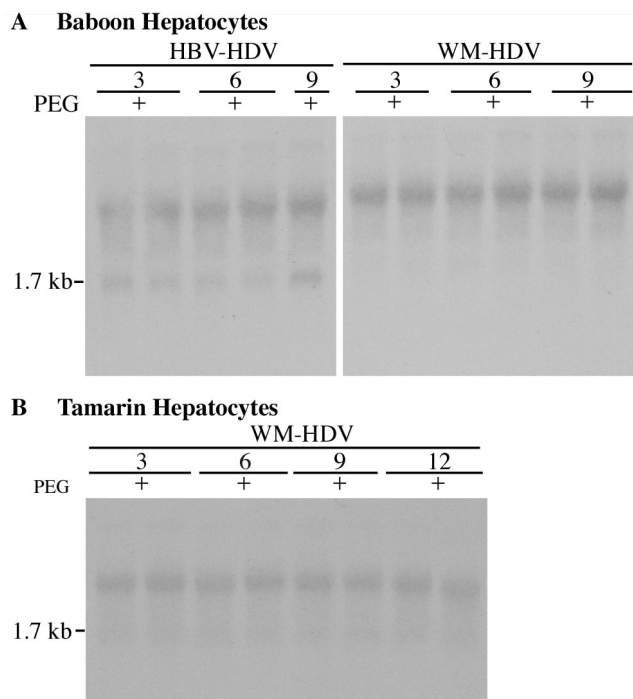 A Baboon Hepatocytes
HBV-HDV WM-HDV
3 6 9 3 6 9
PEG + + + + + +
1.7 kb-
B Tamarin Hepatocytes
WM-HDV
3 6 9 12
PEG + + + +
1.7 kb-